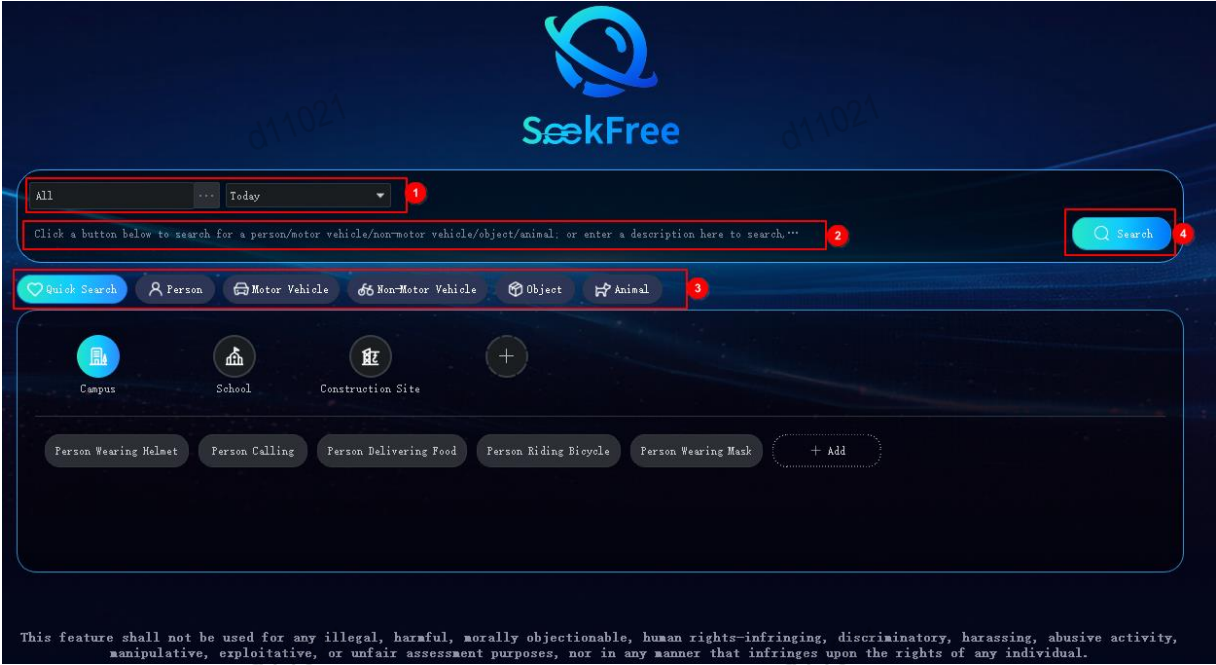 d11021 d11021
SeekFree
All ... Today 1
Click a button below to search for a person/motor vehicle/non-motor vehicle/object/animal; or enter a description here to search,... 2
Search 4
Quick Search Person Motor Vehicle Non-Motor Vehicle Object Animal 3
Campus School Construction Site
Person Wearing Helmet Person Calling Person Delivering Food Person Riding Bicycle Person Wearing Mask + Add
This feature shall not be used for any illegal, harmful, morally objectionable, human rights-infringing, discriminatory, harassing, abusive activity,
manipulative, exploitative, or unfair assessment purposes, nor in any manner that infringes upon the rights of any individual.